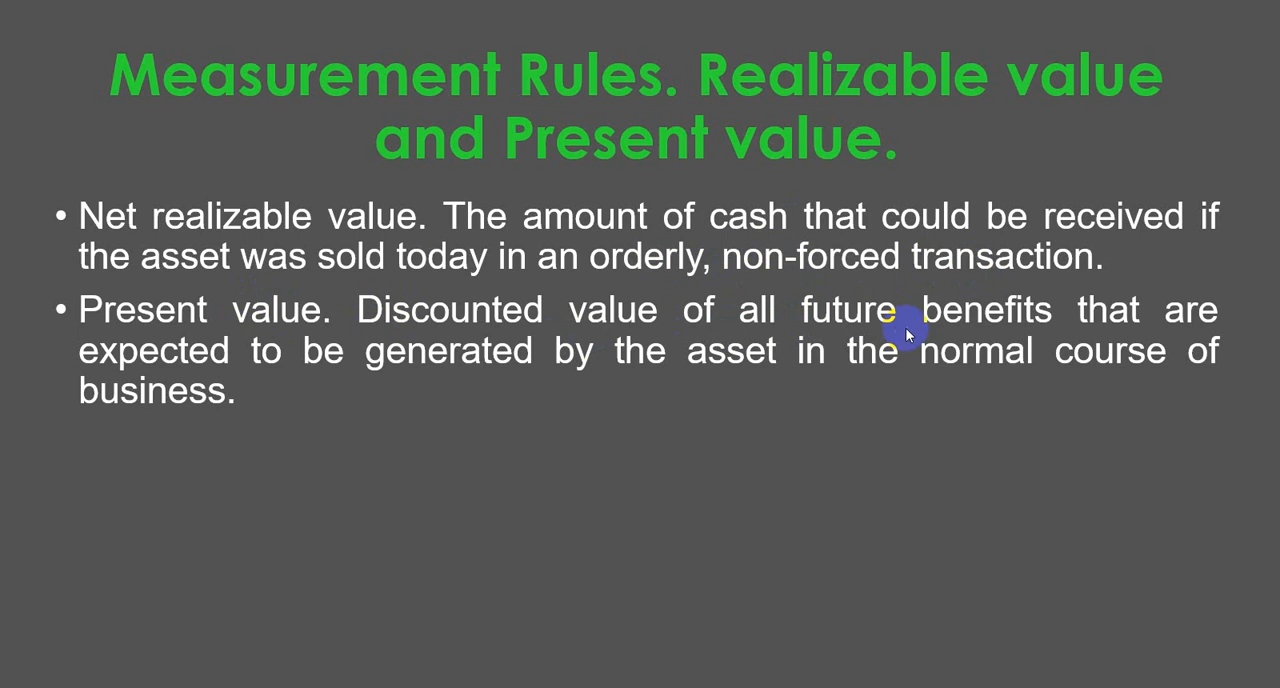 Measurement Rules. Realizable value
and Present value.
• Net realizable value. The amount of cash that could be received if
the asset was sold today in an orderly, non-forced transaction.
• Present value. Discounted value of all future benefits that are
expected to be generated by the asset in the normal course of
business.